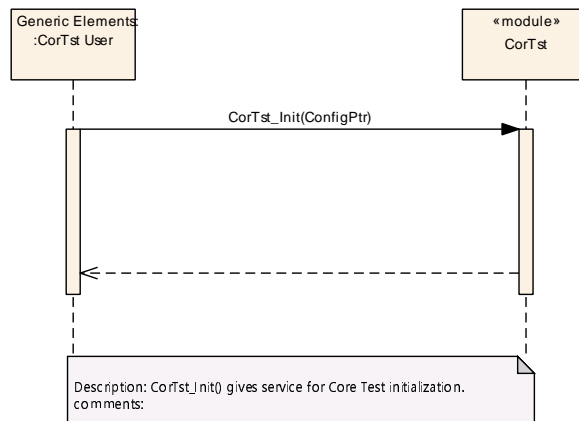 Generic Elements:
:CorTst User
«module»
CorTst
CorTst_Init(ConfigPtr)
Description: CorTst_Init() gives service for Core Test initialization.
comments: